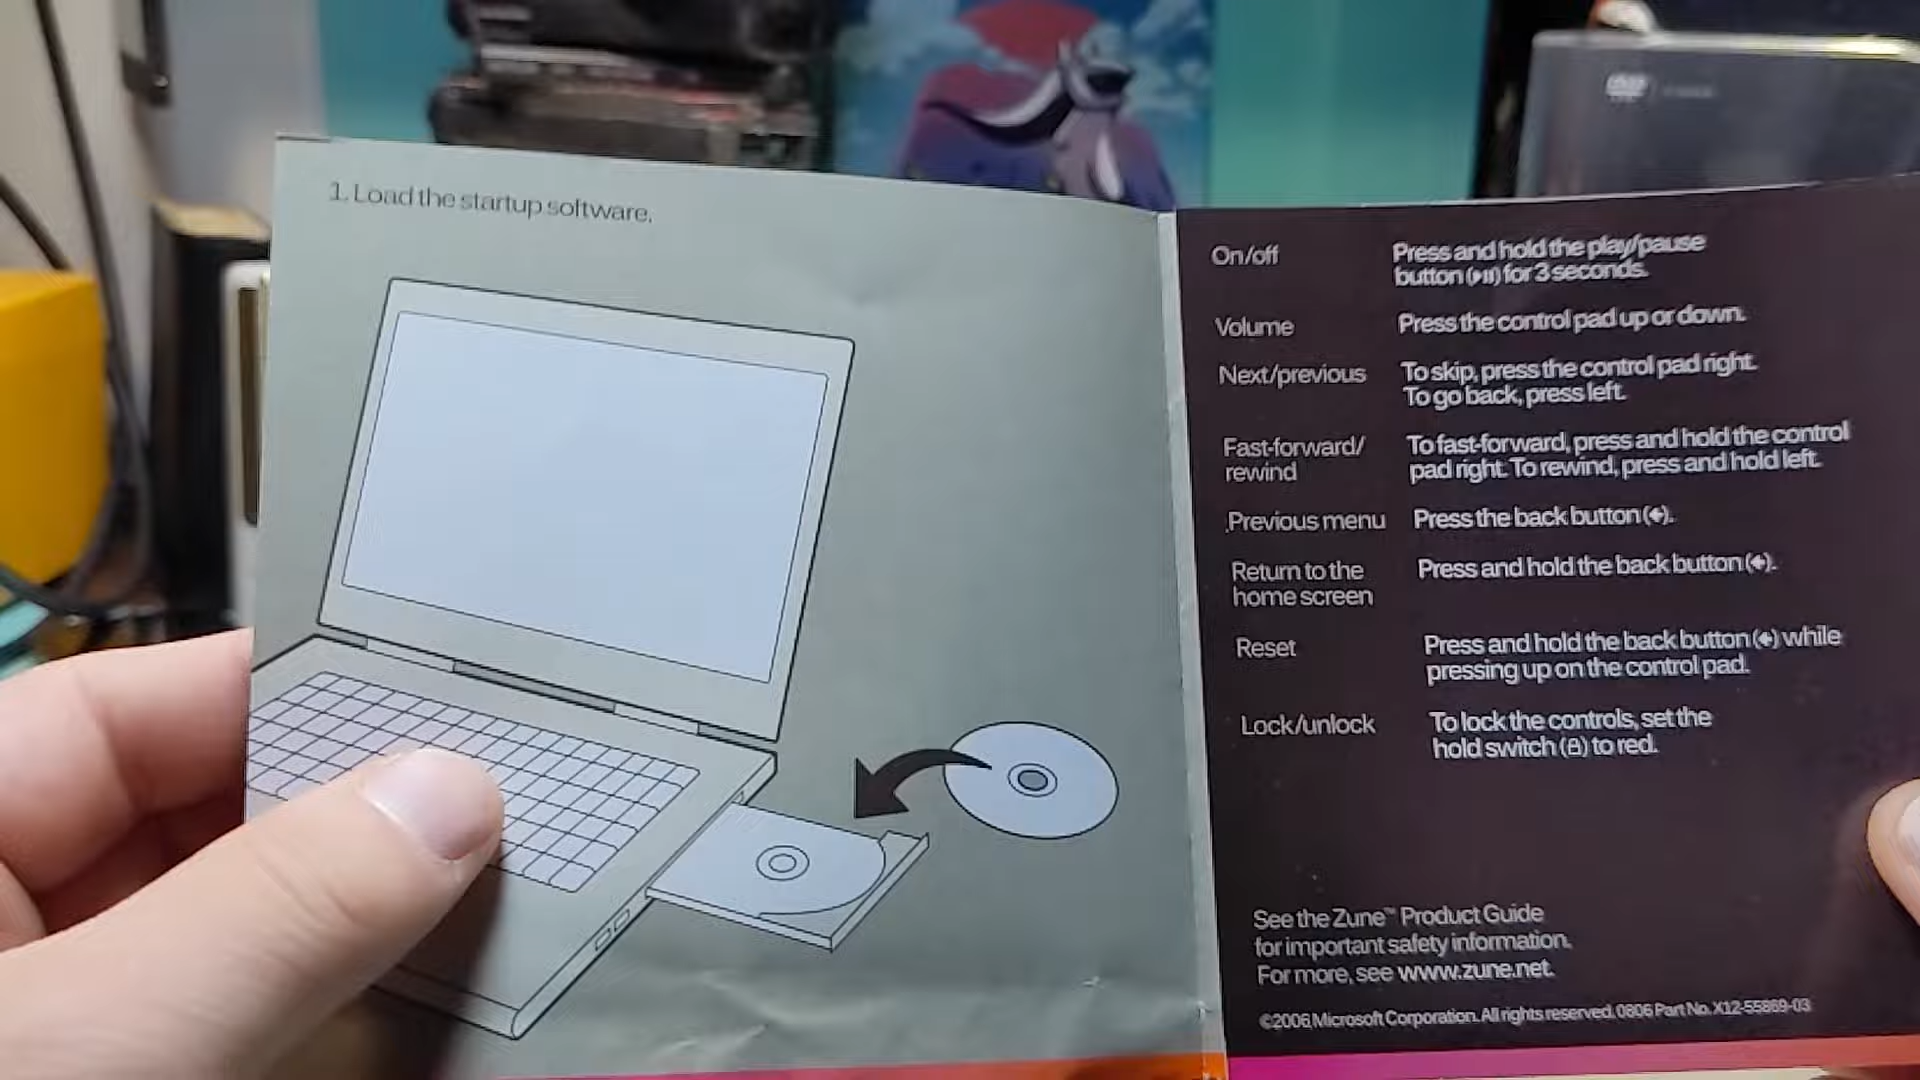 1. Load the startup software.
On/off
Press and hold the play/pause
button (▶II) for 3 seconds.
Volume
Press the control pad up or down.
Next/previous
To skip, press the control pad right.
To go back, press left.
Fast-forward/
rewind
To fast-forward, press and hold the control
pad right. To rewind, press and hold left.
Previous menu
Press the back button (←).
Return to the
home screen
Press and hold the back button (←).
Reset
Press and hold the back button (←) while
pressing up on the control pad.
Lock/unlock
To lock the controls, set the
hold switch (🔒) to red.
See the Zune™ Product Guide
for important safety information.
For more, see www.zune.net.
©2006 Microsoft Corporation. All rights reserved. 0806 Part No. X12-55869-03